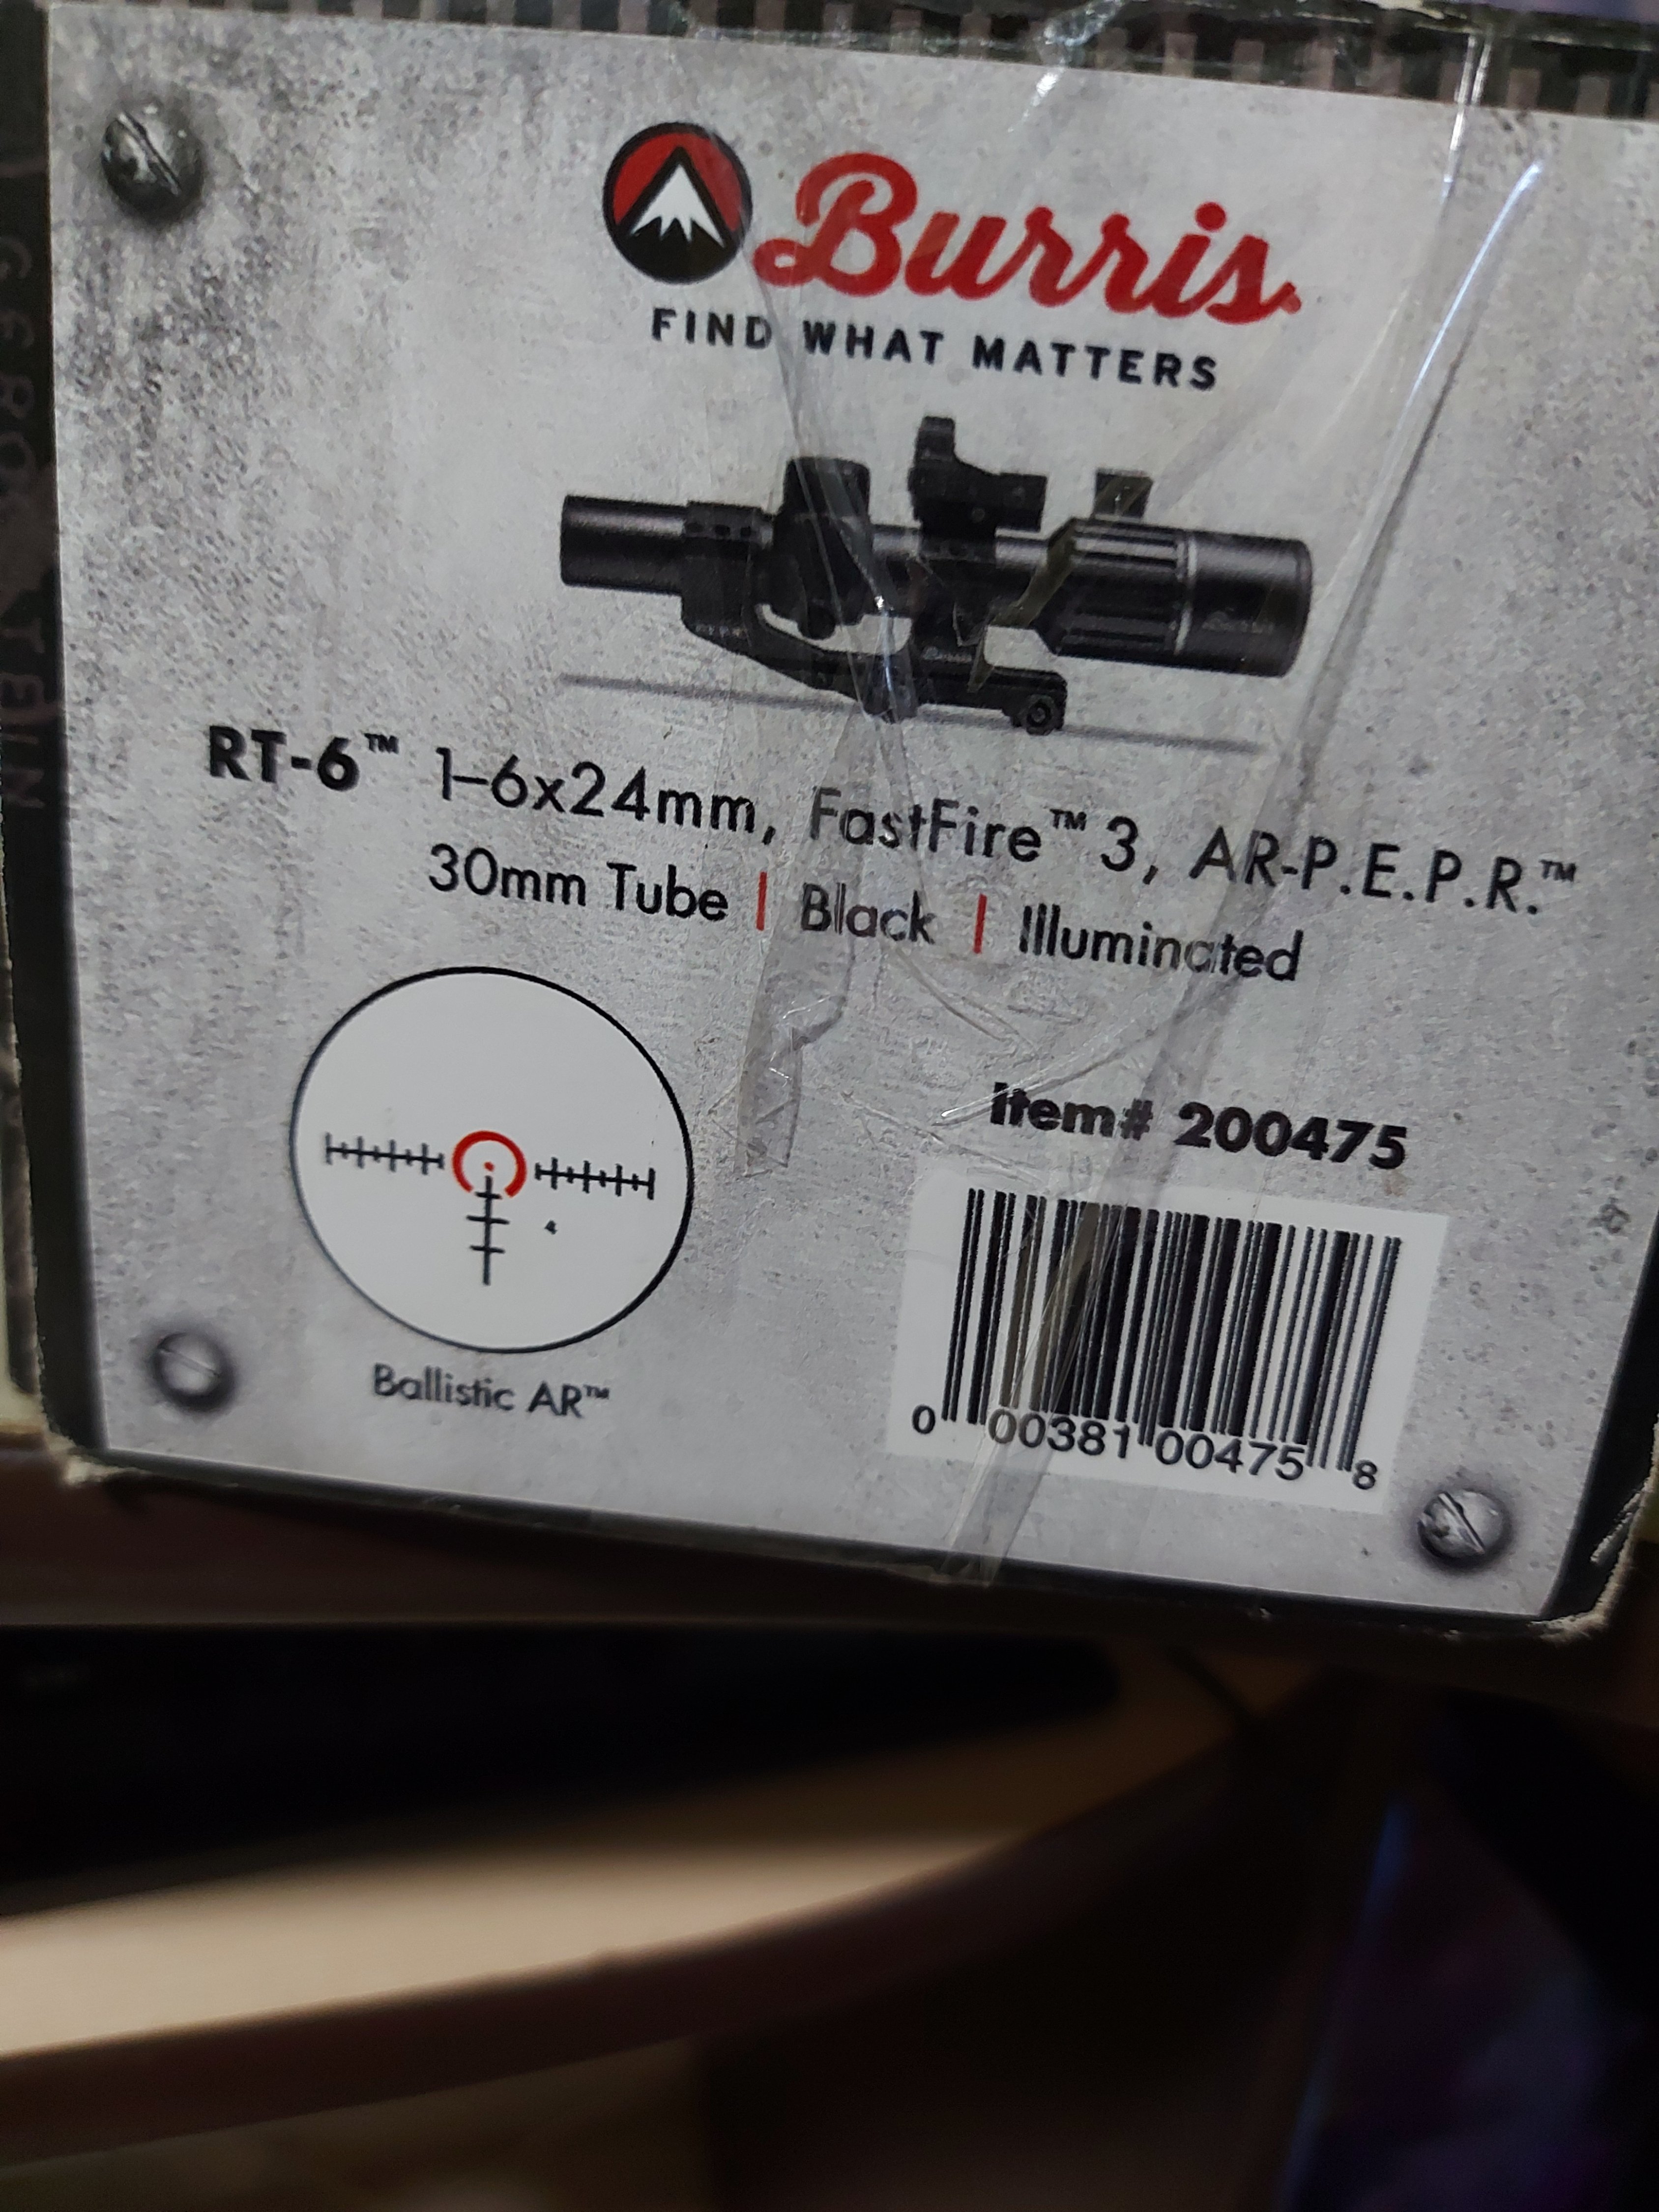 Burris.
FIND WHAT MATTERS
RT-6™ 1–6x24mm, FastFire™ 3, AR-P.E.P.R.™
30mm Tube | Black | Illuminated
4
Ballistic AR™
Item# 200475
0 00381 00475 8